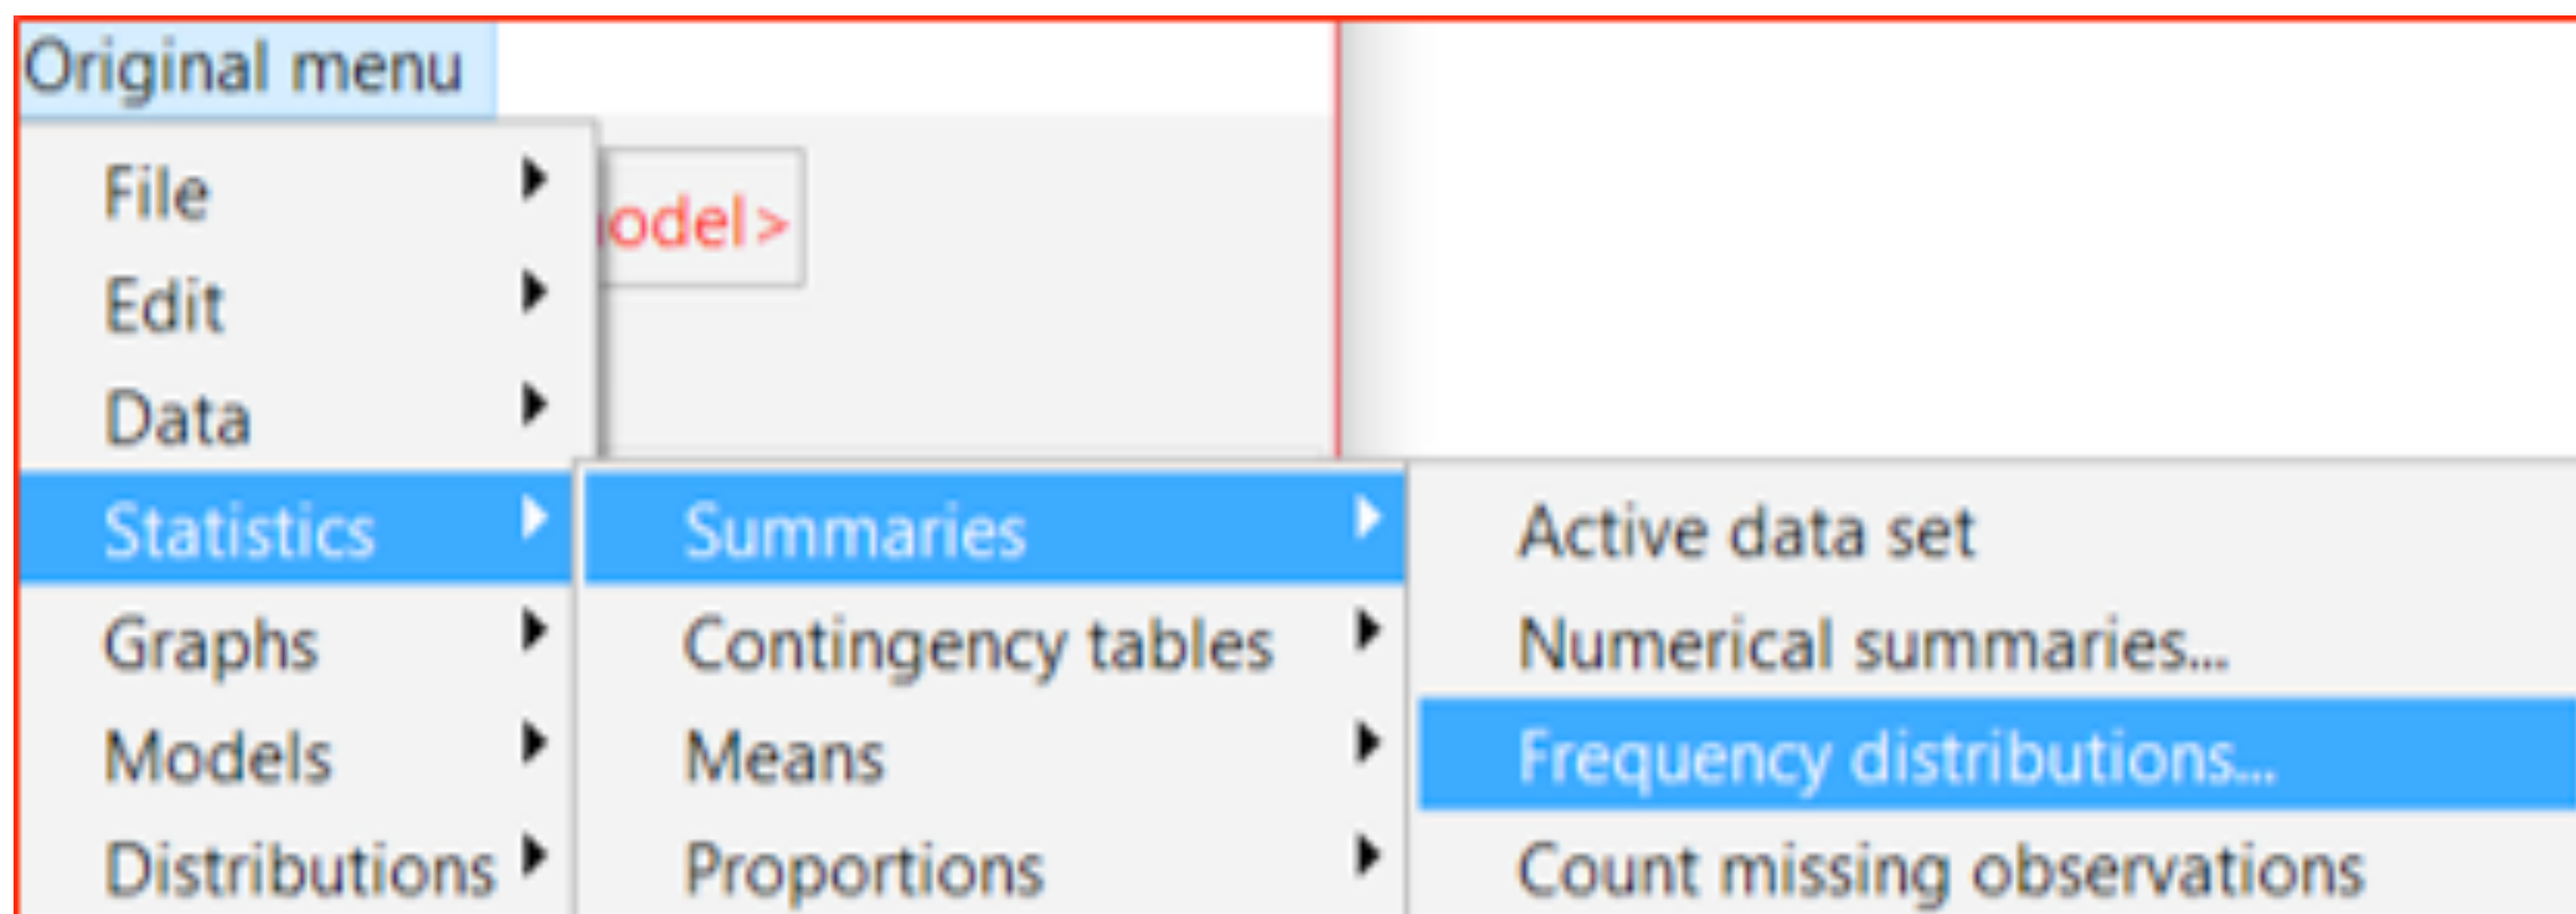 Original menu
File
odel>
Edit
Data
Statistics
Summaries
Active data set
Graphs
Contingency tables
Numerical summaries...
Models
Means
Frequency distributions...
Distributions
Proportions
Count missing observations